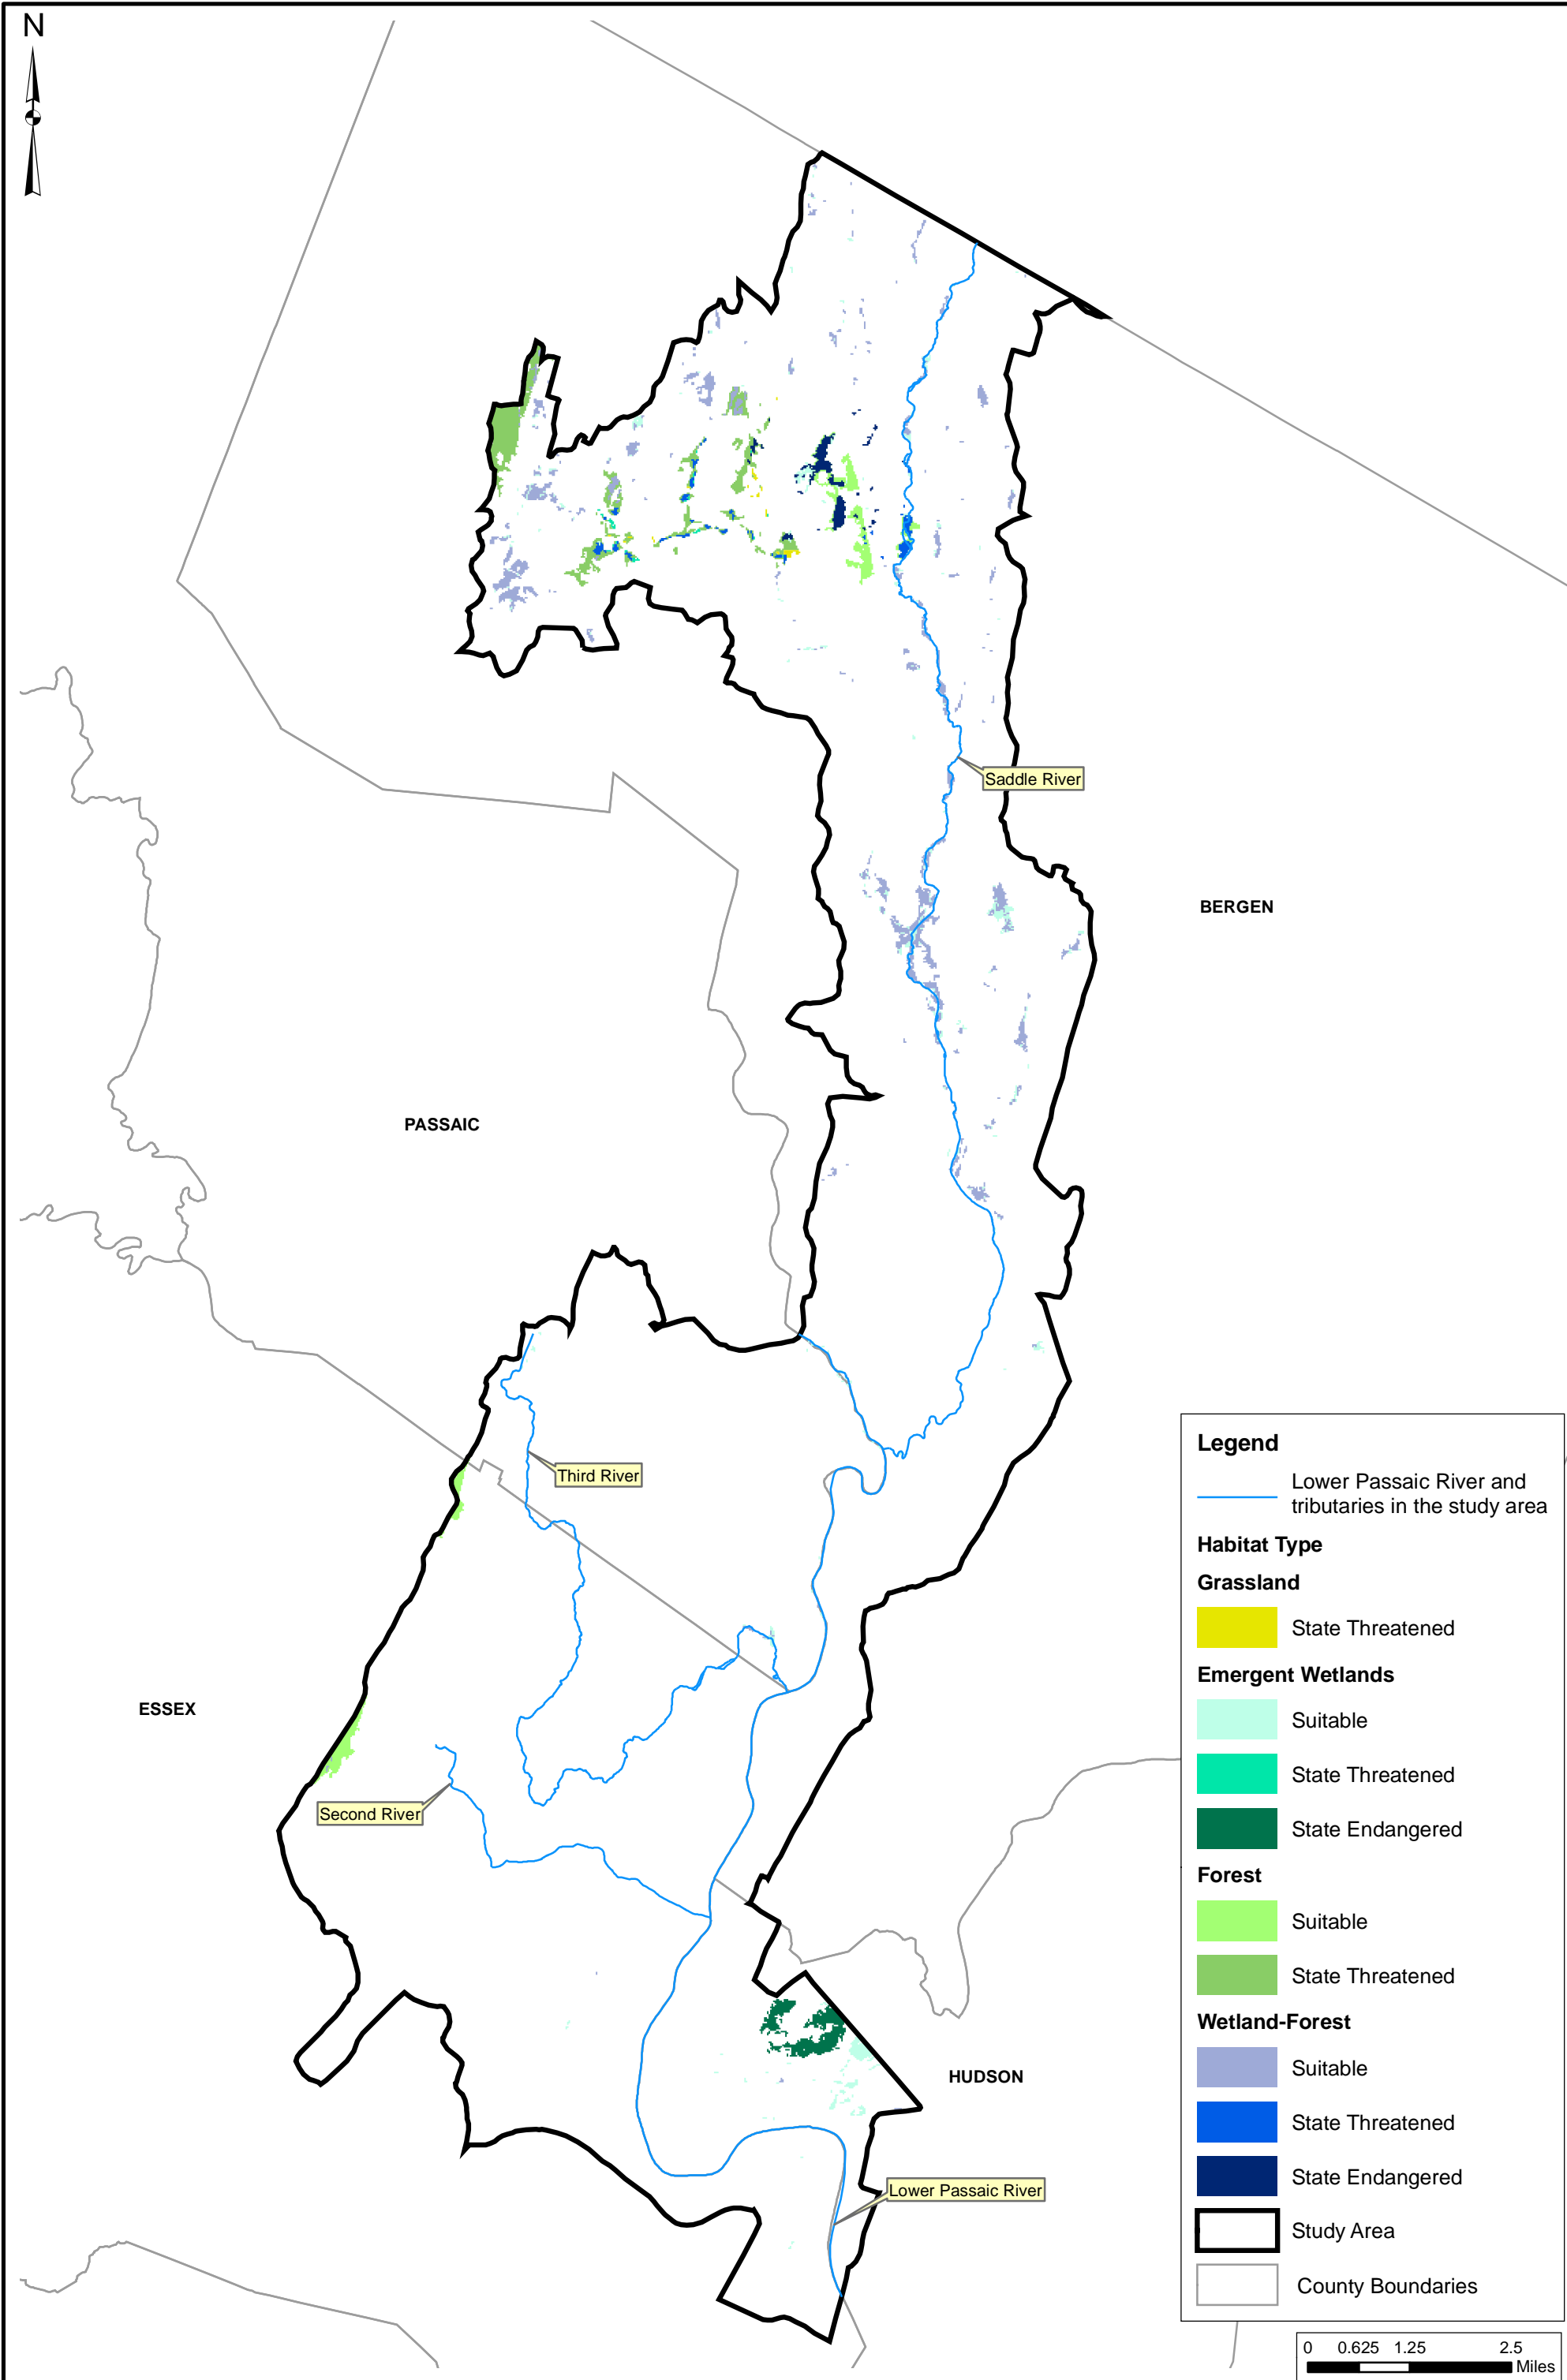 N
Saddle River
BERGEN
PASSAIC
Third River
ESSEX
Second River
HUDSON
Lower Passaic River
Legend
Lower Passaic River and
tributaries in the study area
Habitat Type
Grassland
State Threatened
Emergent Wetlands
Suitable
State Threatened
State Endangered
Forest
Suitable
State Threatened
Wetland-Forest
Suitable
State Threatened
State Endangered
Study Area
County Boundaries
0 0.625 1.25 2.5
Miles